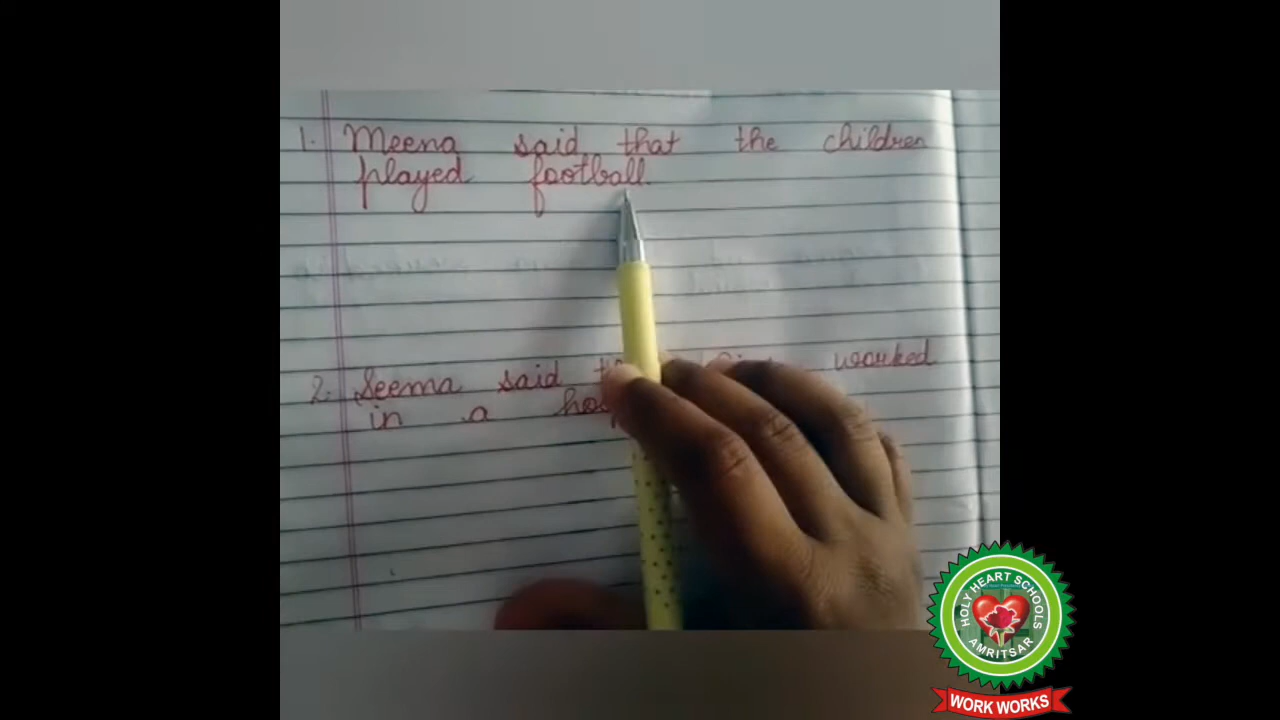 1. Meena said that the children
played football.
2. Seema said worked
in a
HOLY HEART SCHOOLS
AMRITSAR
WORK WORKS